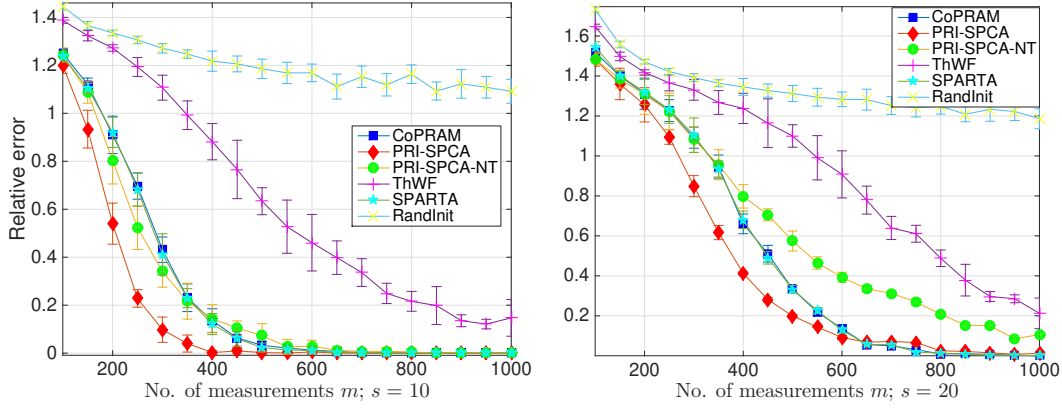 Relative error
1.4
1.2
1
0.8
0.6
0.4
0.2
0
200
400
600
800
1000
No. of measurements m; s = 10
CoPRAM
PRI-SPCA
PRI-SPCA-NT
ThWF
SPARTA
RandInit
1.6
1.4
1.2
1
0.8
0.6
0.4
0.2
200
400
600
800
1000
No. of measurements m; s = 20
CoPRAM
PRI-SPCA
PRI-SPCA-NT
ThWF
SPARTA
RandInit